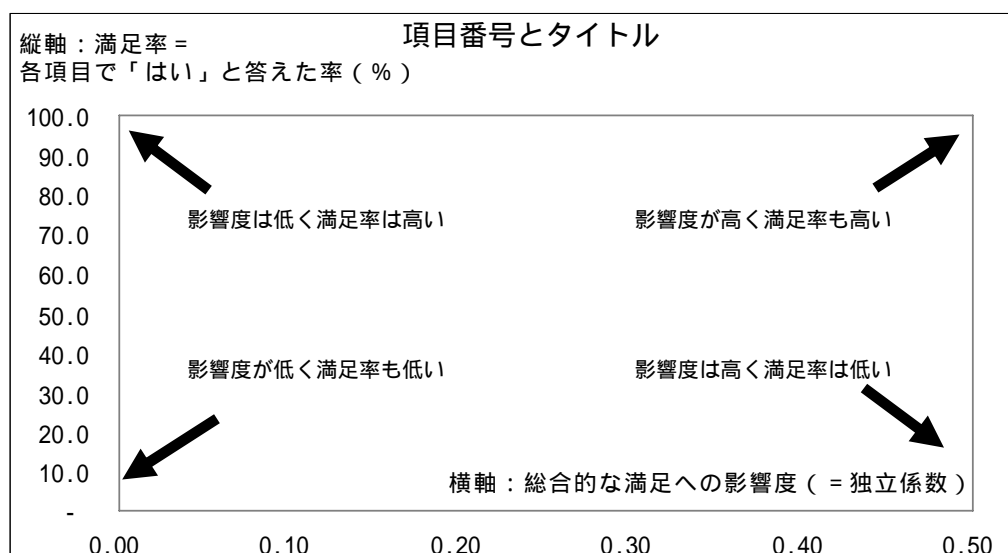 項目番号とタイトル
縦軸：満足率＝
各項目で「はい」と答えた率（％）
100.0
90.0
80.0
影響度は低く満足率は高い　影響度が高く満足率も高い
70.0
60.0
50.0
40.0
影響度が低く満足率も低い　影響度は高く満足率は低い
30.0
20.0
10.0
横軸：総合的な満足への影響度（＝独立係数）
-
0.00 0.10 0.20 0.30 0.40 0.50